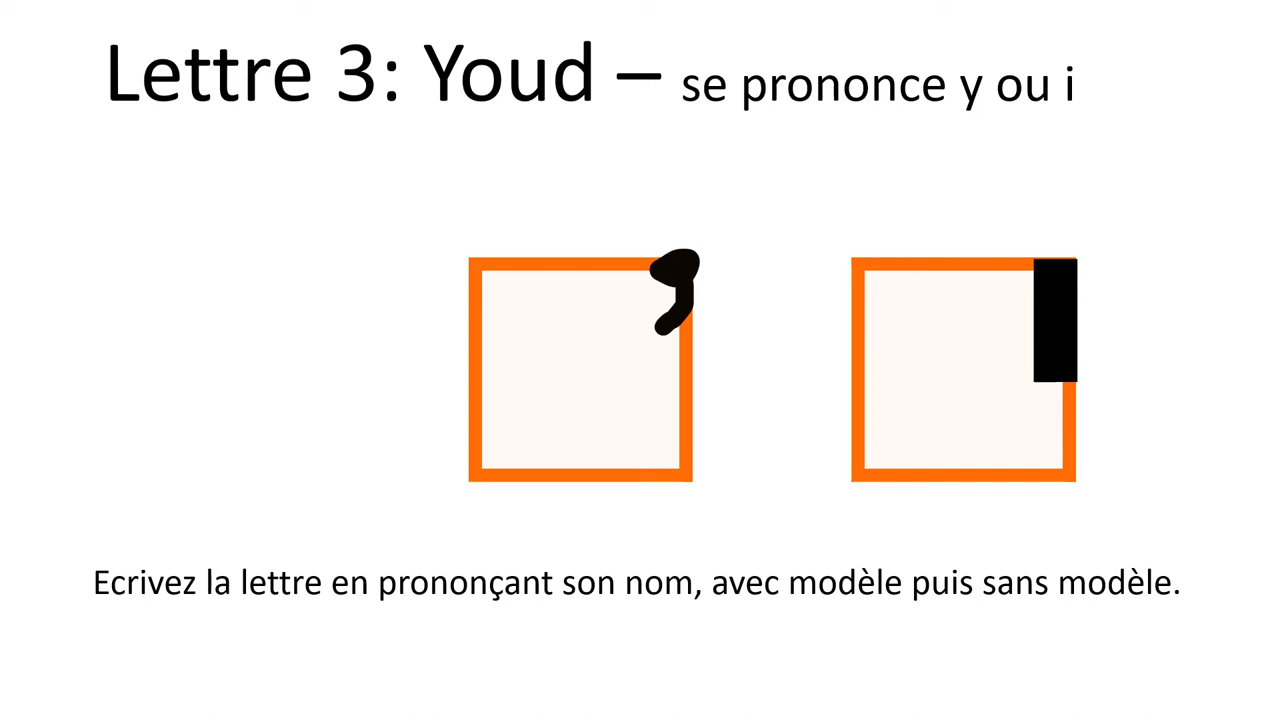 Lettre 3: Youd – se prononce y ou i
Ecrivez la lettre en prononçant son nom, avec modèle puis sans modèle.